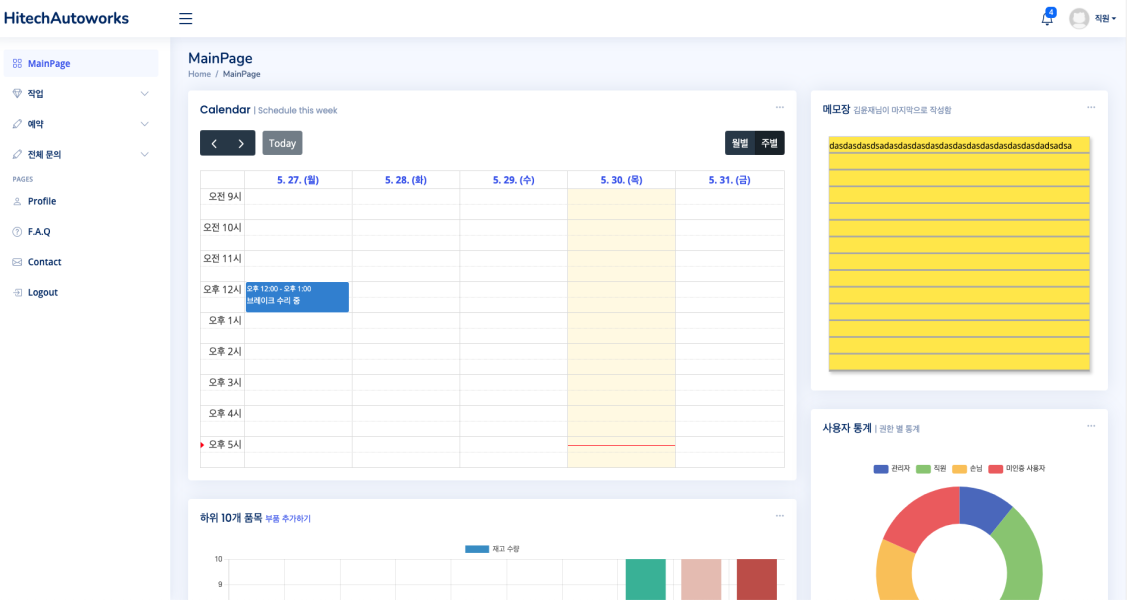 HitechAutoworks
4
직원
MainPage
작업
예약
전체 문의
PAGES
Profile
F.A.Q
Contact
Logout
MainPage
Home / MainPage
Calendar | Schedule this week
Today
월별 주별
5. 27. (월) 5. 28. (화) 5. 29. (수) 5. 30. (목) 5. 31. (금)
오전 9시
오전 10시
오전 11시
오후 12시
오후 12:00 - 오후 1:00
브레이크 수리 중
오후 1시
오후 2시
오후 3시
오후 4시
오후 5시
하위 10개 품목 부품 추가하기
재고 수량
10
9
메모장 김윤재님이 마지막으로 작성함
dasdasdasdsadasdasdasdasdasdasdasdasdasdasdadsadsa
사용자 통계 | 권한 별 통계
관리자 직원 손님 미인증 사용자